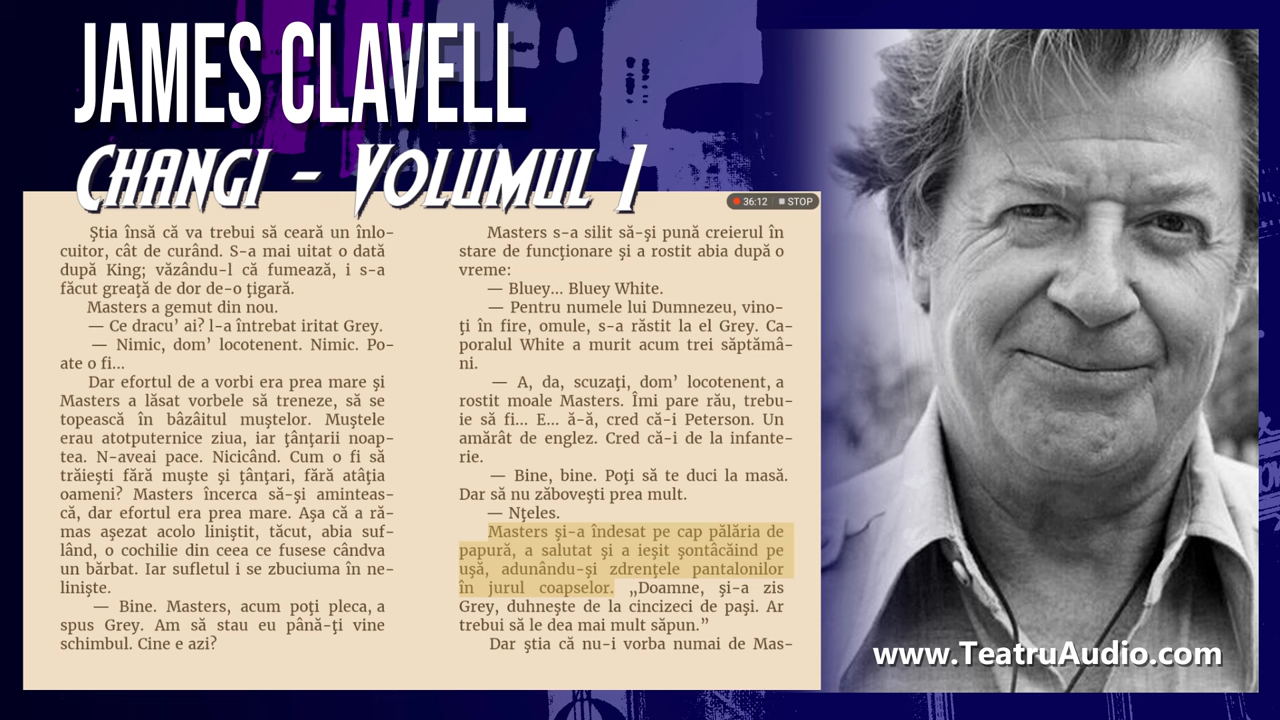 JAMES CLAVELL
CHANGI - VOLUMUL I
36:12 STOP
Ştia însă că va trebui să ceară un înlo-
cuitor, cât de curând. S-a mai uitat o dată
după King; văzându-l că fumează, i s-a
făcut greaţă de dor de-o ţigară.
Masters a gemut din nou.
— Ce dracu’ ai? l-a întrebat iritat Grey.
— Nimic, dom’ locotenent. Nimic. Po-
ate o fi...
Dar efortul de a vorbi era prea mare şi
Masters a lăsat vorbele să treneze, să se
topească în bâzâitul muştelor. Muştele
erau atotputernice ziua, iar ţânţarii noap-
tea. N-aveai pace. Nicicând. Cum o fi să
trăieşti fără muşte şi ţânţari, fără atâţia
oameni? Masters încerca să-şi aminteas-
că, dar efortul era prea mare. Aşa că a ră-
mas aşezat acolo liniştit, tăcut, abia suf-
lând, o cochilie din ceea ce fusese cândva
un bărbat. Iar sufletul i se zbuciuma în ne-
linişte.
— Bine. Masters, acum poţi pleca, a
spus Grey. Am să stau eu până-ţi vine
schimbul. Cine e azi?
Masters s-a silit să-şi pună creierul în
stare de funcţionare şi a rostit abia după o
vreme:
— Bluey... Bluey White.
— Pentru numele lui Dumnezeu, vino-
ţi în fire, omule, s-a răstit la el Grey. Ca-
poralul White a murit acum trei săptămâ-
ni.
— A, da, scuzaţi, dom’ locotenent, a
rostit moale Masters. Îmi pare rău, trebu-
ie să fi... E... ă-ă, cred că-i Peterson. Un
amărât de englez. Cred că-i de la infante-
rie.
— Bine, bine. Poţi să te duci la masă.
Dar să nu zăboveşti prea mult.
— Nţeles.
Masters şi-a îndesat pe cap pălăria de
papură, a salutat şi a ieşit şontâcăind pe
uşă, adunându-şi zdrenţele pantalonilor
în jurul coapselor. „Doamne, şi-a zis
Grey, duhneşte de la cincizeci de paşi. Ar
trebui să le dea mai mult săpun.”
Dar ştia că nu-i vorba numai de Mas-
www.TeatruAudio.com